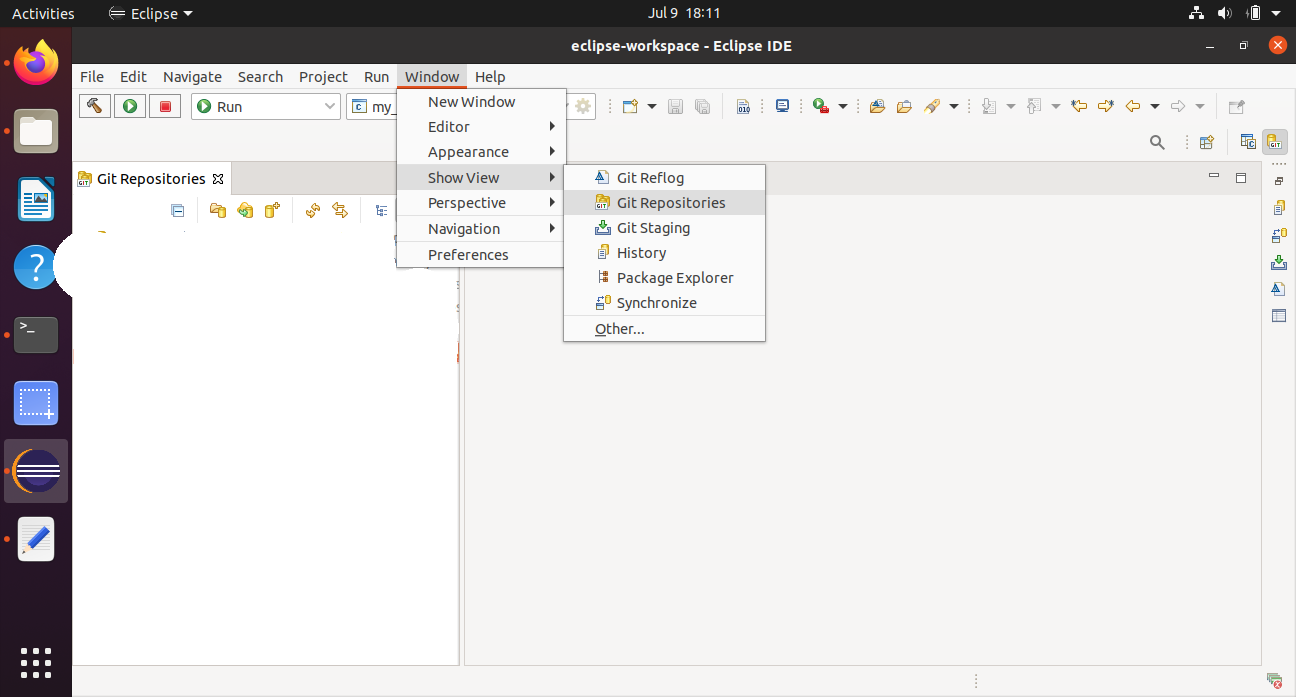 Activities
Eclipse
Jul 9 18:11
eclipse-workspace - Eclipse IDE
File Edit Navigate Search Project Run Window Help
Run
my_
New Window
Editor
Appearance
Show View
Perspective
Navigation
Preferences
Git Repositories
Git Reflog
Git Repositories
Git Staging
History
Package Explorer
Synchronize
Other...